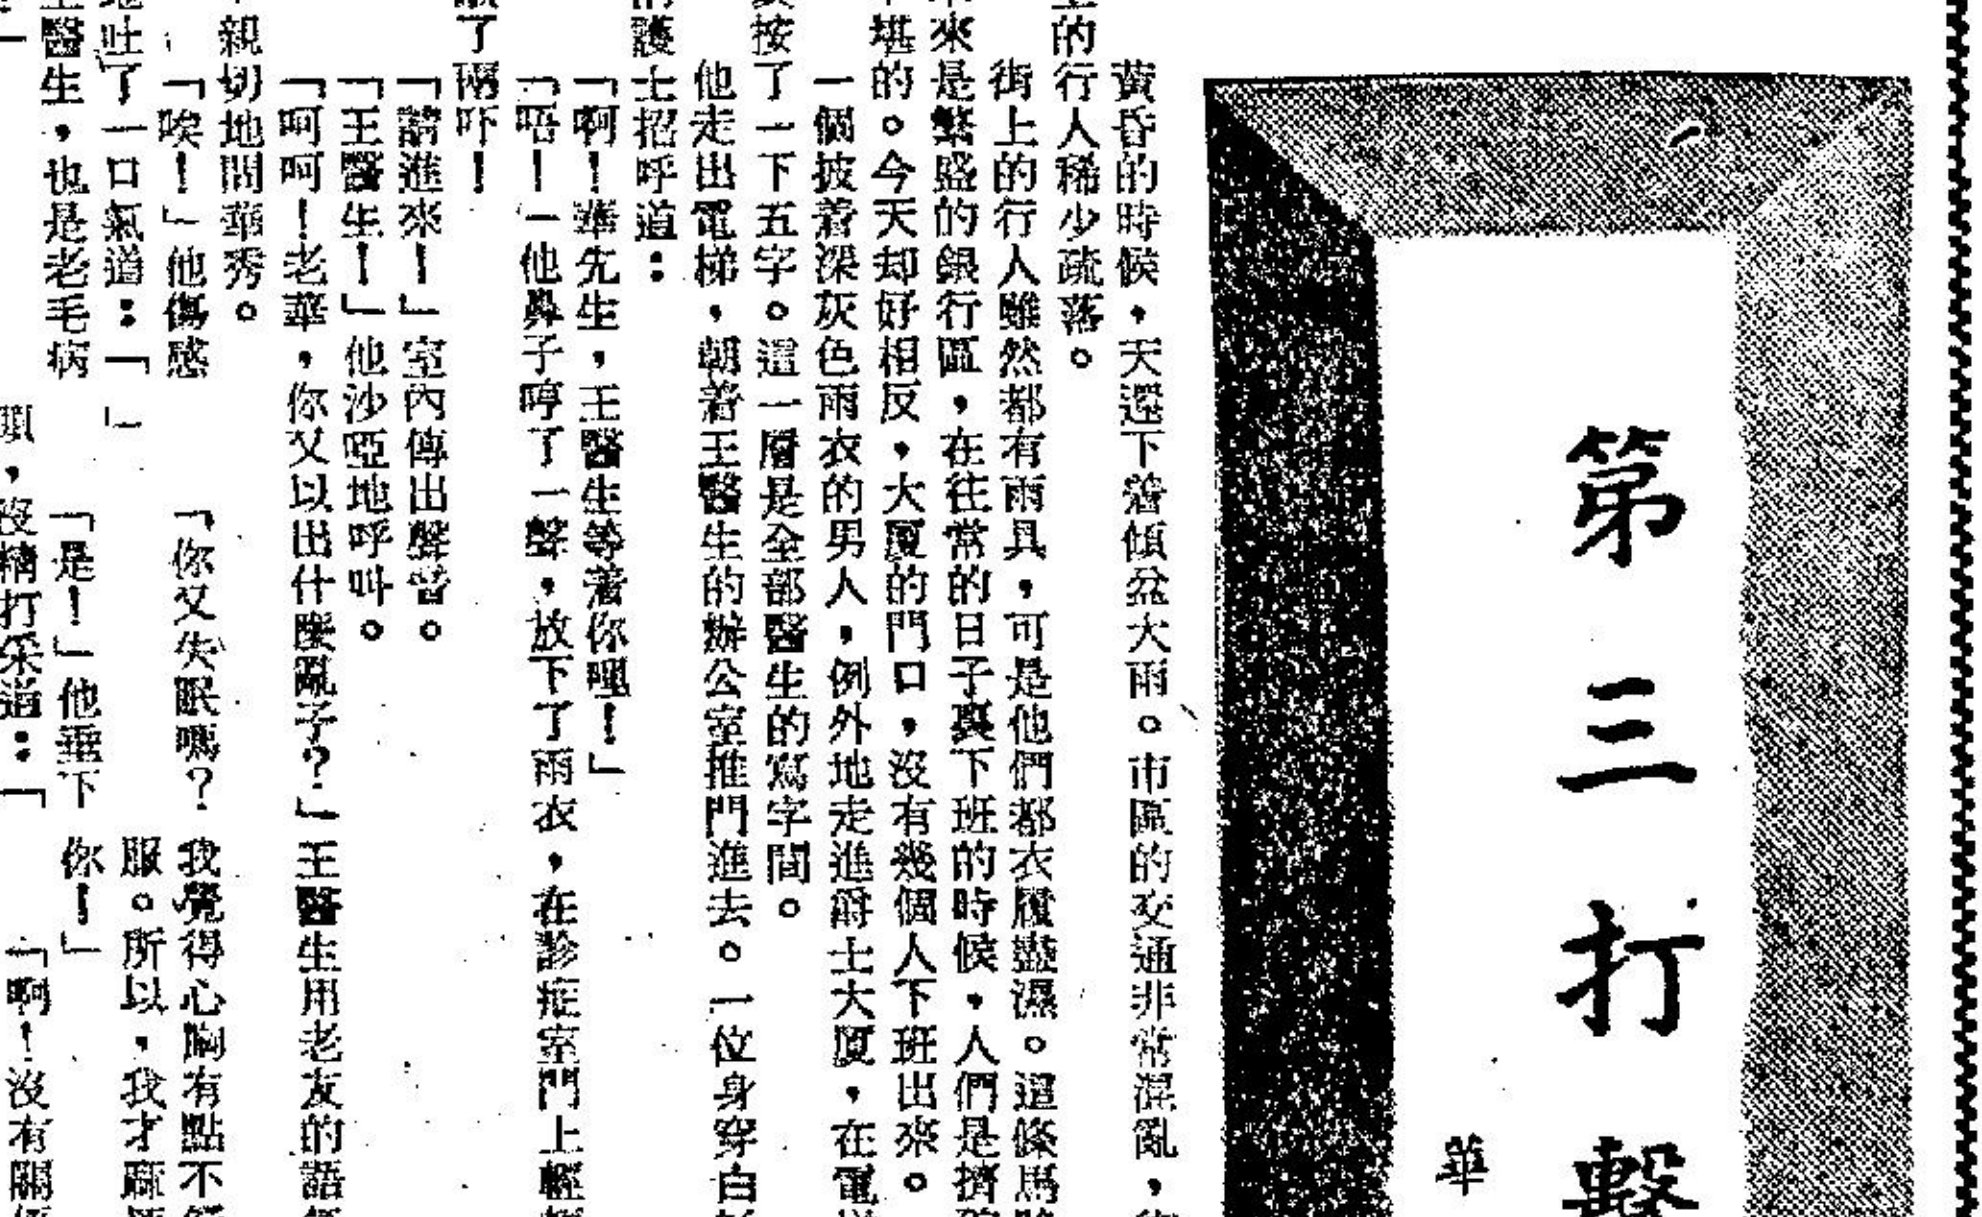 第三打擊
華
黃昏的時候，天還下着傾盆大雨。市區的交通非常混亂，
的行人稀少疏落。
街上的行人雖然都有雨具，可是他們都衣履盡濕。這條馬
來是繁盛的銀行區，在往常的日子裏下班的時候，人們是擠
堪的。今天却好相反，大厦的門口，沒有幾個人下班出來。
一個披着深灰色雨衣的男人，例外地走進爵士大厦，在電
按了一下五字。這一層是全部醫生的寫字間。
他走出電梯，朝着王醫生的辦公室推門進去。一位身穿白
護士招呼道：
「啊！華先生，王醫生等着你哩！」
「唔！」他鼻子哼了一聲，放下了雨衣，在診症室門上輕
了兩吓！
「請進來！」室內傳出聲音。
「王醫生！」他沙啞地呼叫。
「呵呵！老華，你又以出什麼亂子？」王醫生用老友的語
親切地問華秀。
「唉！」他傷感
地吐了一口氣道：「
醫生，也是老毛病
」
「你又失眠嗎？
「是！」他垂下
，沒精打采道：「
我覺得心胸有點不
服。所以，我才
你！」
「啊！沒有關